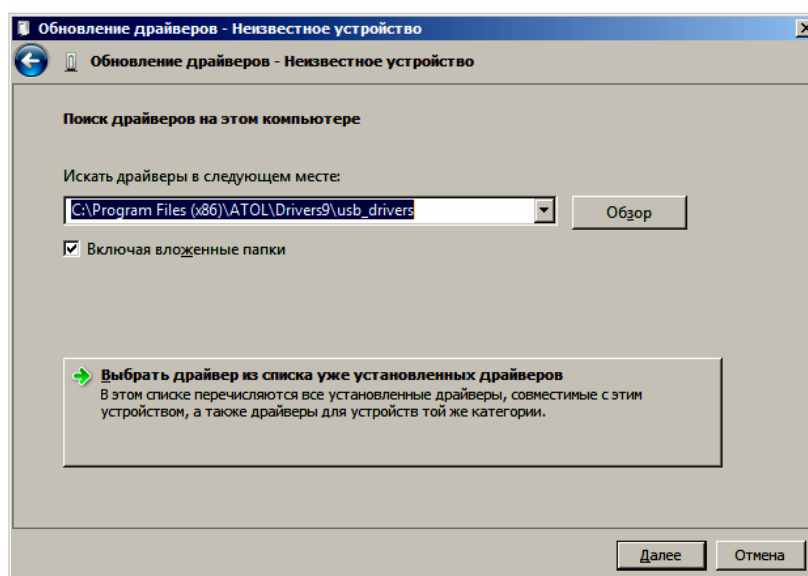 Обновление драйверов - Неизвестное устройство
Обновление драйверов - Неизвестное устройство
Поиск драйверов на этом компьютере
Искать драйверы в следующем месте:
C:\Program Files (x86)\ATOL\Drivers9\usb_drivers
Обзор
Включая вложенные папки
Выбрать драйвер из списка уже установленных драйверов
В этом списке перечисляются все установленные драйверы, совместимые с этим
устройством, а также драйверы для устройств той же категории.
Далее
Отмена